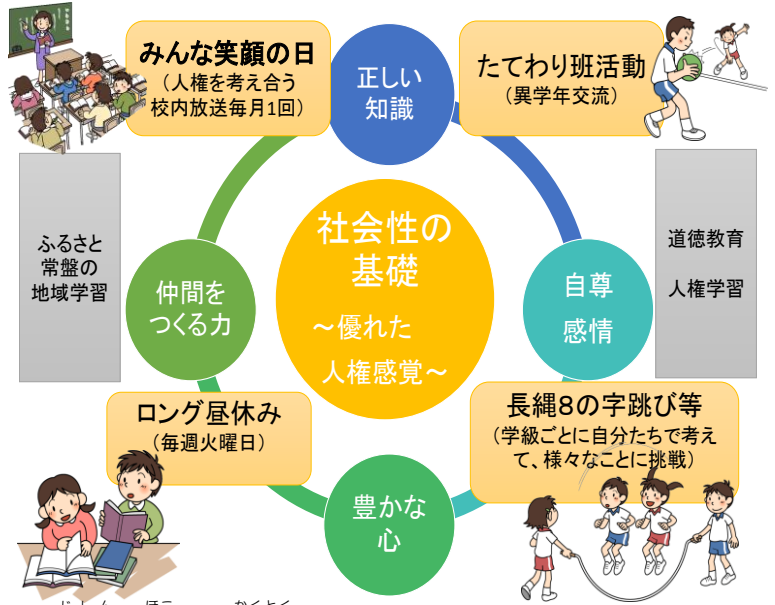 みんな笑顔の日
（人権を考え合う
校内放送毎月1回）
正しい
知識
たてわり班活動
（異学年交流）
ふるさと
常盤の
地域学習
仲間を
つくる力
社会性の
基礎
～優れた
人権感覚～
自尊
感情
道徳教育
人権学習
ロング昼休み
（毎週火曜日）
豊かな
心
長縄８の字跳び等
（学級ごとに自分たちで考え
て、様々なことに挑戦）